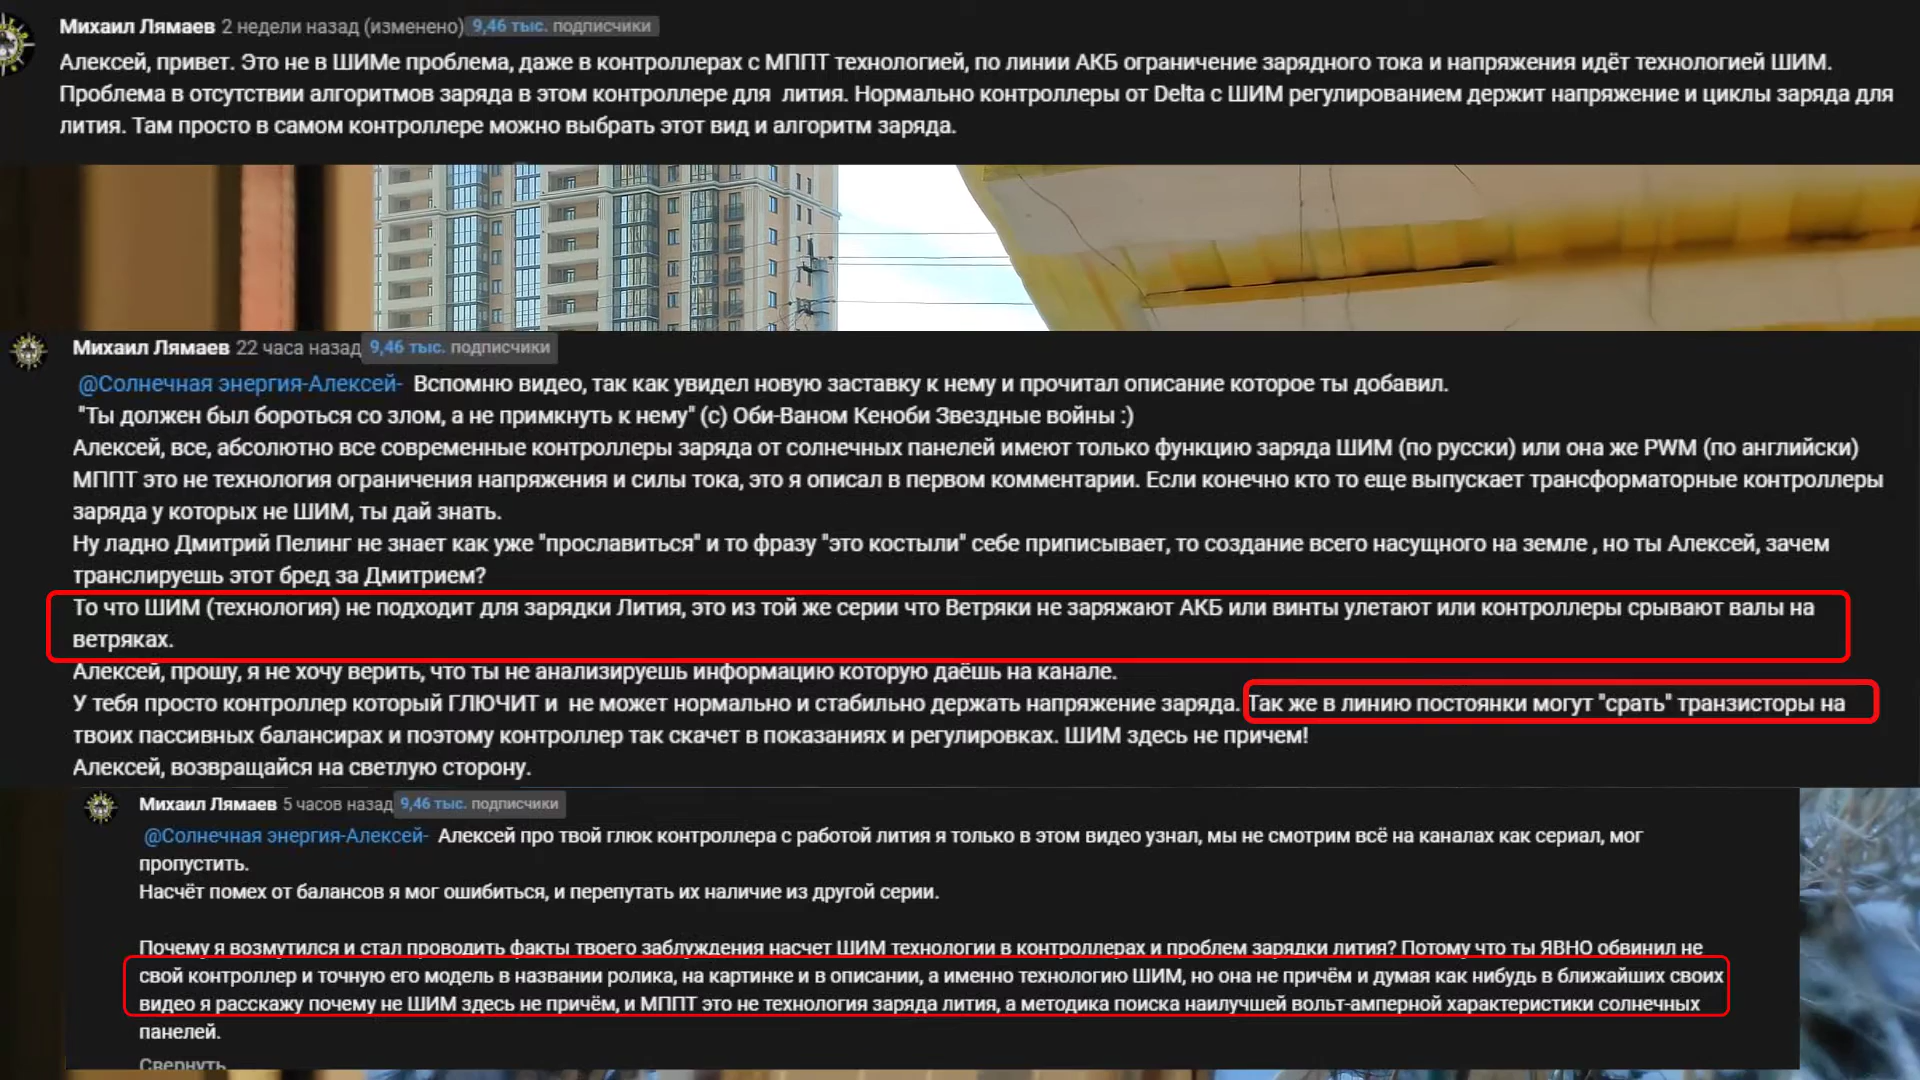 Михаил Лямаев 2 недели назад (изменено) 9,46 тыс. подписчики
Алексей, привет. Это не в ШИМе проблема, даже в контроллерах с МППТ технологией, по линии АКБ ограничение зарядного тока и напряжения идёт технологией ШИМ.
Проблема в отсутствии алгоритмов заряда в этом контроллере для лития. Нормально контроллеры от Delta с ШИМ регулированием держит напряжение и циклы заряда для
лития. Там просто в самом контроллере можно выбрать этот вид и алгоритм заряда.
Михаил Лямаев 22 часа назад 9,46 тыс. подписчики
@Солнечная энергия-Алексей- Вспомню видео, так как увидел новую заставку к нему и прочитал описание которое ты добавил.
"Ты должен был бороться со злом, а не примкнуть к нему" (с) Оби-Ваном Кеноби Звездные войны :)
Алексей, все, абсолютно все современные контроллеры заряда от солнечных панелей имеют только функцию заряда ШИМ (по русски) или она же PWM (по английски)
МППТ это не технология ограничения напряжения и силы тока, это я описал в первом комментарии. Если конечно кто то еще выпускает трансформаторные контроллеры
заряда у которых не ШИМ, ты дай знать.
Ну ладно Дмитрий Пелинг не знает как уже "прославиться" и то фразу "это костыли" себе приписывает, то создание всего насущного на земле , но ты Алексей, зачем
транслируешь этот бред за Дмитрием?
То что ШИМ (технология) не подходит для зарядки Лития, это из той же серии что Ветряки не заряжают АКБ или винты улетают или контроллеры срывают валы на
ветряках.
Алексей, прошу, я не хочу верить, что ты не анализируешь информацию которую даёшь на канале.
У тебя просто контроллер который ГЛЮЧИТ и не может нормально и стабильно держать напряжение заряда. Так же в линию постоянки могут "срать" транзисторы на
твоих пассивных балансирах и поэтому контроллер так скачет в показаниях и регулировках. ШИМ здесь не причем!
Алексей, возвращайся на светлую сторону.
Михаил Лямаев 5 часов назад 9,46 тыс. подписчики
@Солнечная энергия-Алексей- Алексей про твой глюк контроллера с работой лития я только в этом видео узнал, мы не смотрим всё на каналах как сериал, мог
пропустить.
Насчёт помех от балансов я мог ошибиться, и перепутать их наличие из другой серии.
Почему я возмутился и стал проводить факты твоего заблуждения насчет ШИМ технологии в контроллерах и проблем зарядки лития? Потому что ты ЯВНО обвинил не
свой контроллер и точную его модель в названии ролика, на картинке и в описании, а именно технологию ШИМ, но она не причём и думая как нибудь в ближайших своих
видео я расскажу почему не ШИМ здесь не причём, и МППТ это не технология заряда лития, а методика поиска наилучшей вольт-амперной характеристики солнечных
панелей.
Свернуть